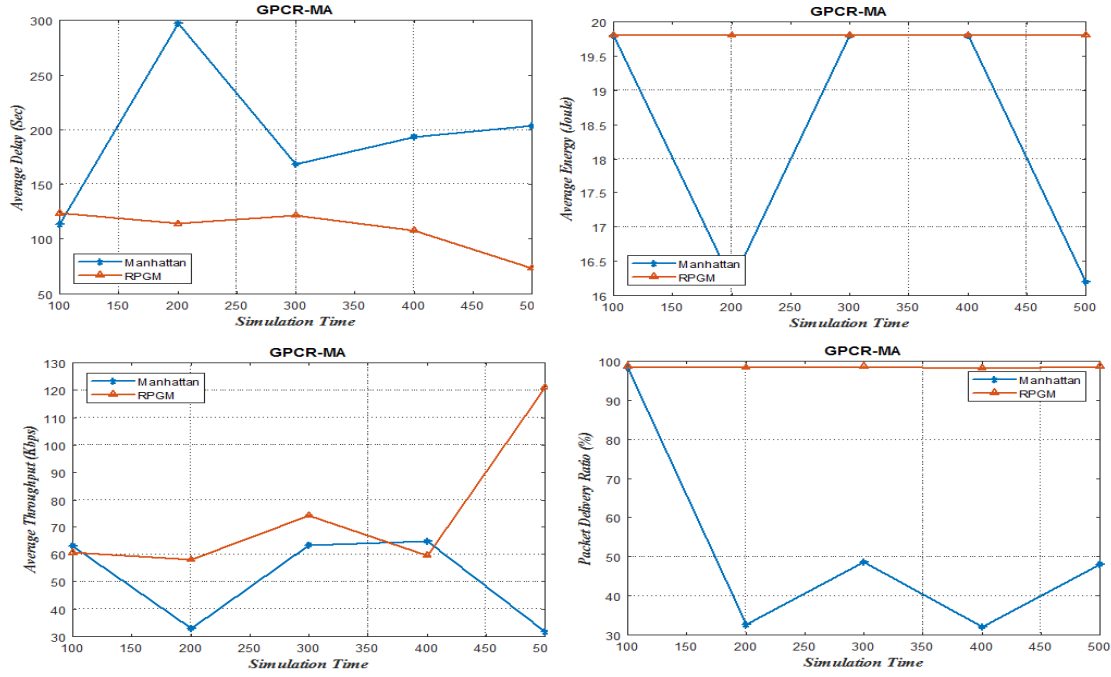 GPCR-MA
300
250
200
150
100
50
Average Delay (Sec)
Manhattan
RPGM
100 150 200 250 300 350 400 450 500
Simulation Time
GPCR-MA
20
19.5
19
18.5
18
17.5
17
16.5
16
Average Energy (Joule)
Manhattan
RPGM
100 150 200 250 300 350 400 450 500
Simulation Time
GPCR-MA
130
120
110
100
90
80
70
60
50
40
30
Average Throughput (Kbps)
Manhattan
RPGM
100 150 200 250 300 350 400 450 500
Simulation Time
GPCR-MA
100
90
80
70
60
50
40
30
Packet Delivery Ratio (%)
Manhattan
RPGM
100 150 200 250 300 350 400 450 500
Simulation Time